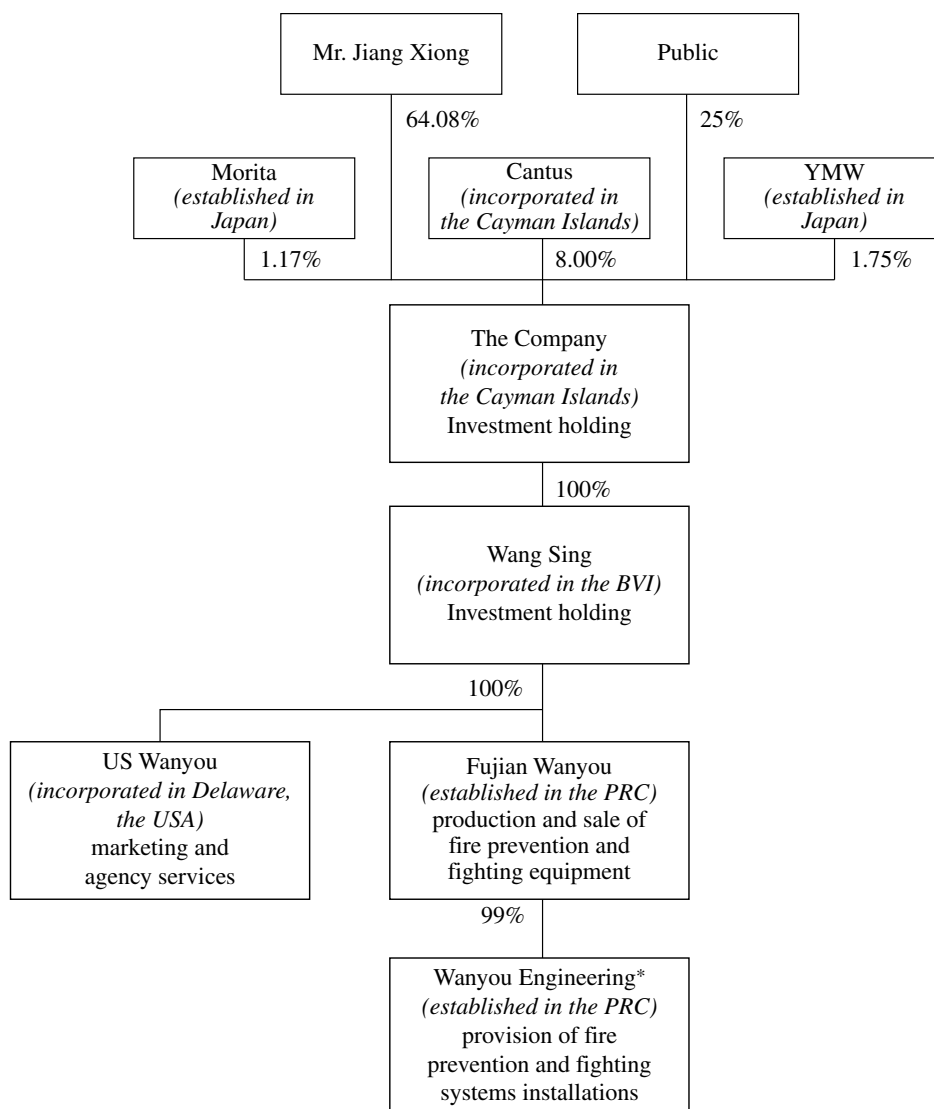 Mr. Jiang Xiong
Public
64.08%
25%
Morita
(established in
Japan)
Cantus
(incorporated in
the Cayman Islands)
YMW
(established in
Japan)
1.17%
8.00%
1.75%
The Company
(incorporated in
the Cayman Islands)
Investment holding
100%
Wang Sing
(incorporated in the BVI)
Investment holding
100%
US Wanyou
(incorporated in Delaware,
the USA)
marketing and
agency services
Fujian Wanyou
(established in the PRC)
production and sale of
fire prevention and
fighting equipment
99%
Wanyou Engineering*
(established in the PRC)
provision of fire
prevention and fighting
systems installations